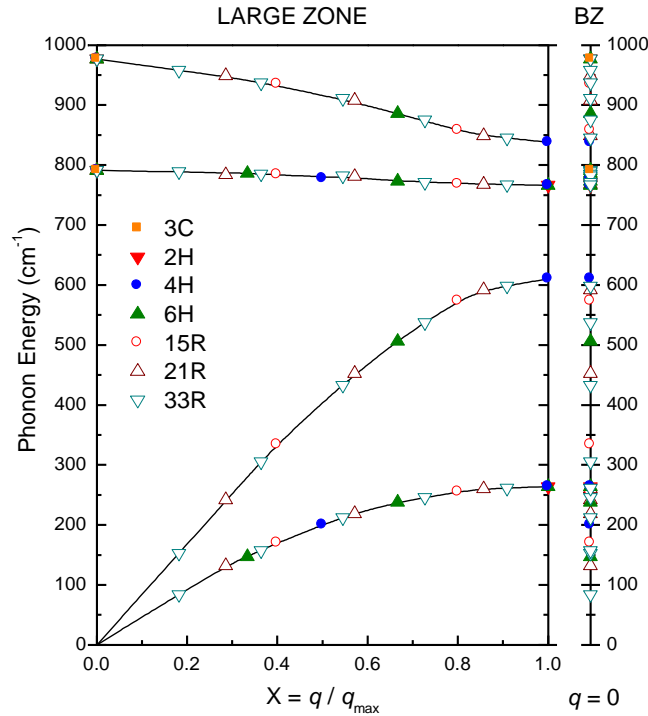 LARGE ZONE
BZ
1000
900
800
700
600
500
400
300
200
100
0
Phonon Energy (cm⁻¹)
3C
2H
4H
6H
15R
21R
33R
1000
900
800
700
600
500
400
300
200
100
0
0.0 0.2 0.4 0.6 0.8 1.0
X = q / qmax
q = 0